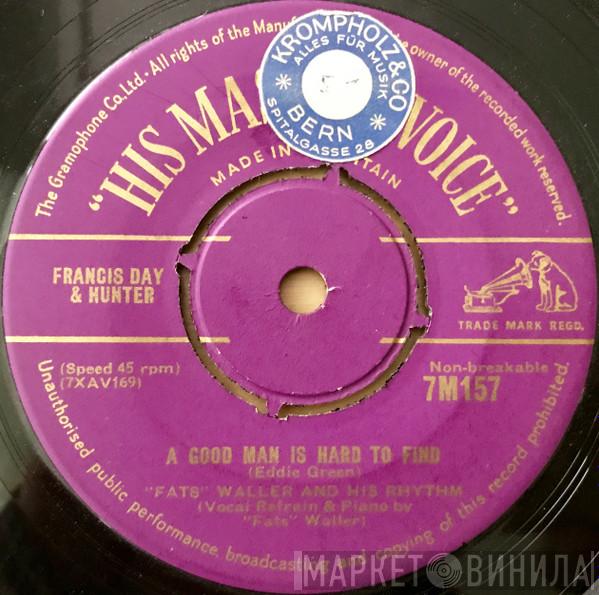 The Gramophone Co. Ltd. · All rights of the Manuf
e owner of the recorded work reserved.
KROMPHOLZ & CO
ALLES FÜR MUSIK
BERN
SPITALGASSE 28
"HIS MAS VOICE"
MADE IN TAIN
FRANCIS DAY
& HUNTER
TRADE MARK REGD.
(Speed 45 rpm)
(7XAV169)
Non-breakable
7M157
A GOOD MAN IS HARD TO FIND
(Eddie Green)
"FATS" WALLER AND HIS RHYTHM
(Vocal Refrain & Piano by
"Fats" Waller)
Unauthorised public performance, broadcasting and copying of this record prohibited.
МАРКЕТ ВИНИЛА